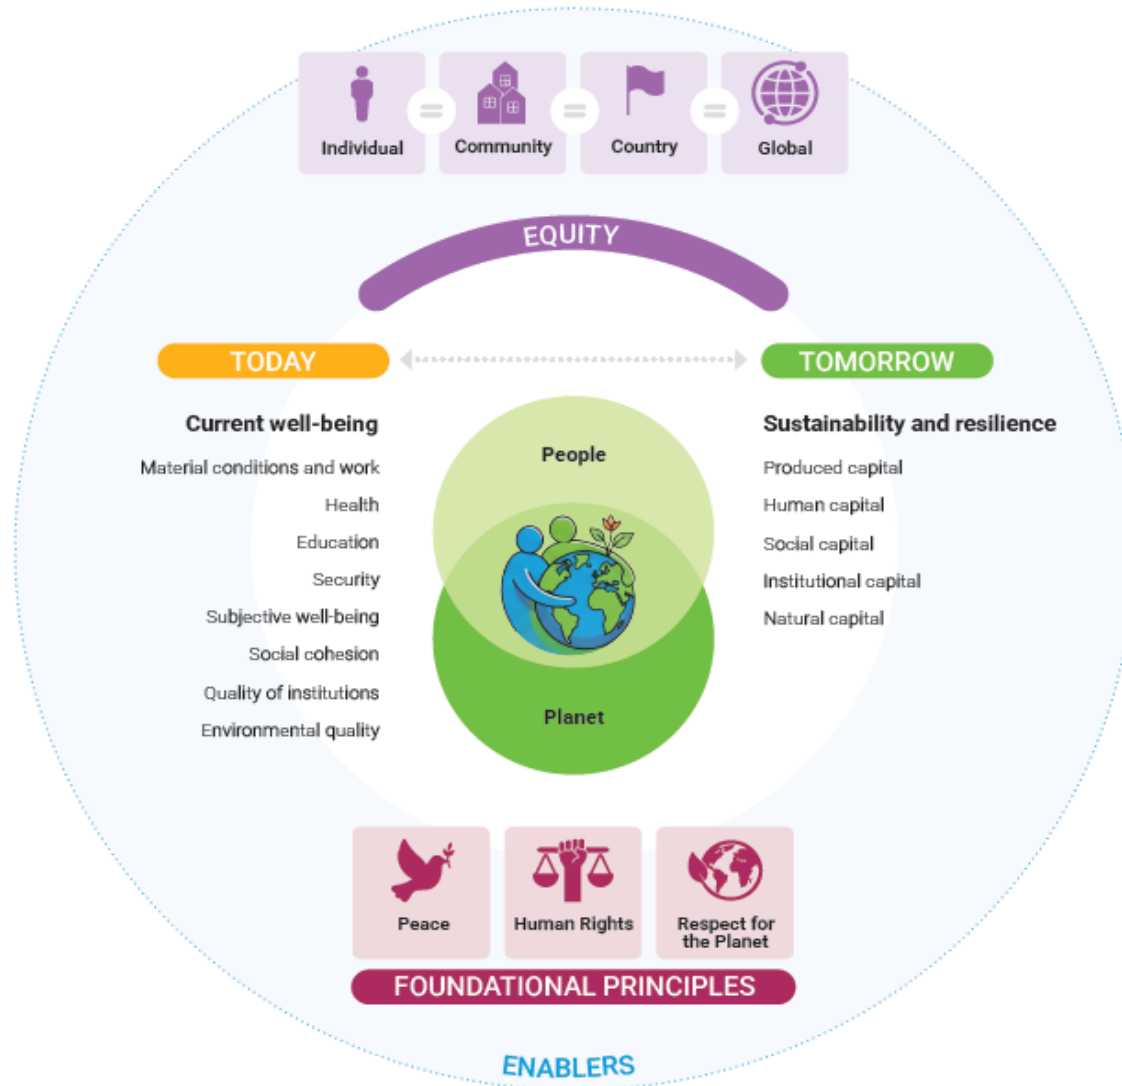 Individual
Community
Country
Global
EQUITY
TODAY
TOMORROW
Current well-being
Material conditions and work
Health
Education
Security
Subjective well-being
Social cohesion
Quality of institutions
Environmental quality
People
Planet
Sustainability and resilience
Produced capital
Human capital
Social capital
Institutional capital
Natural capital
Peace
Human Rights
Respect for
the Planet
FOUNDATIONAL PRINCIPLES
ENABLERS